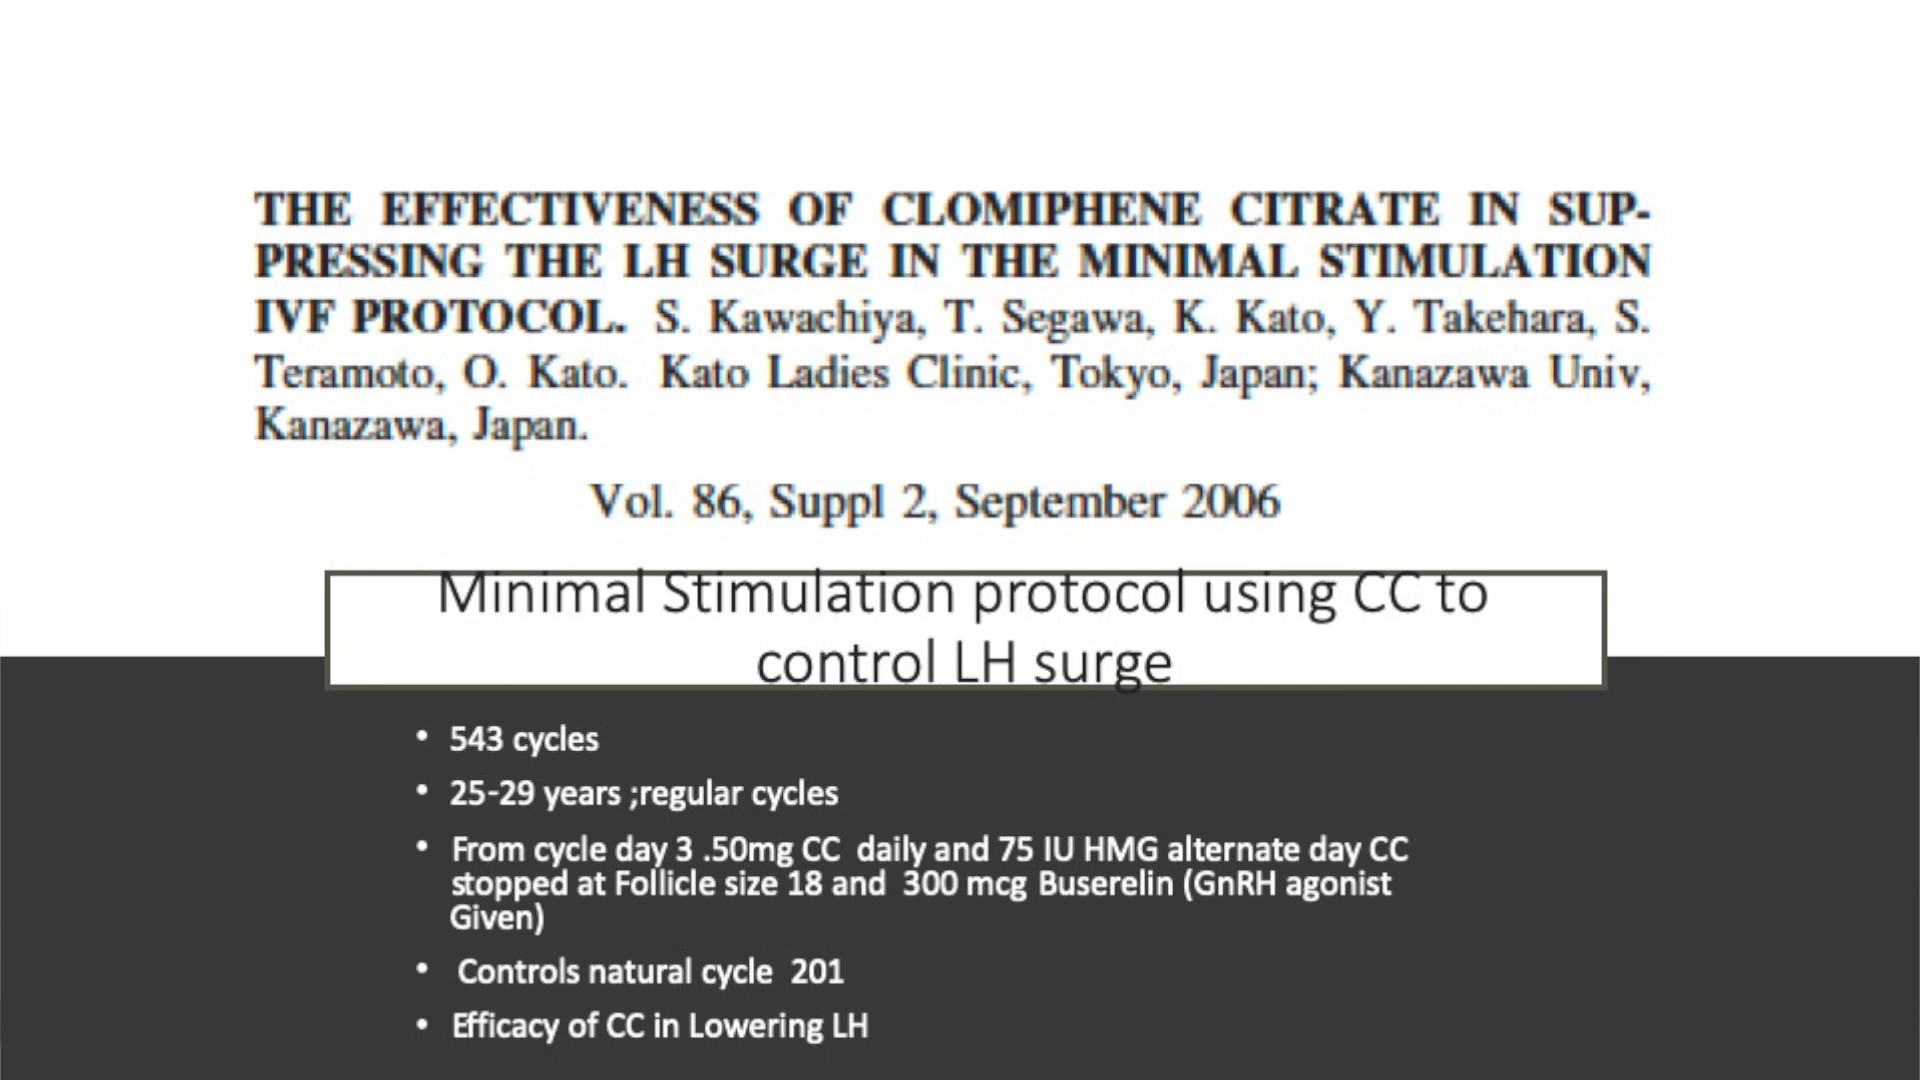 THE EFFECTIVENESS OF CLOMIPHENE CITRATE IN SUP-
PRESSING THE LH SURGE IN THE MINIMAL STIMULATION
IVF PROTOCOL. S. Kawachiya, T. Segawa, K. Kato, Y. Takehara, S.
Teramoto, O. Kato. Kato Ladies Clinic, Tokyo, Japan; Kanazawa Univ,
Kanazawa, Japan.
Vol. 86, Suppl 2, September 2006
Minimal Stimulation protocol using CC to
control LH surge
• 543 cycles
• 25-29 years ;regular cycles
• From cycle day 3 .50mg CC daily and 75 IU HMG alternate day CC
stopped at Follicle size 18 and 300 mcg Buserelin (GnRH agonist
Given)
• Controls natural cycle 201
• Efficacy of CC in Lowering LH